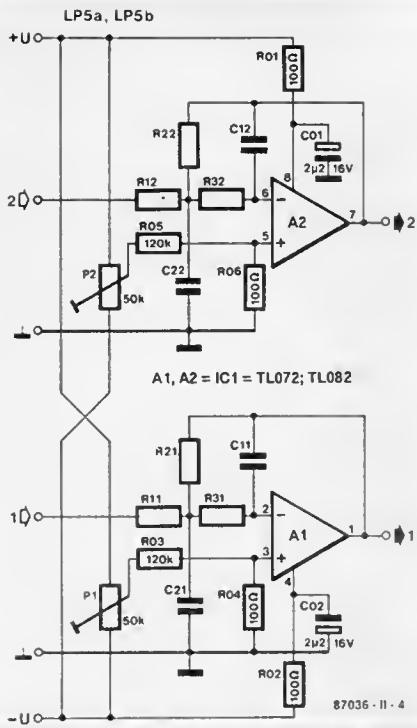 LP5a, LP5b
+U
R01
100Ω
R22
C12
C01
2µ2 16V
8
2
R12
R32
6
−
A2
7
2
R05
120k
5
+
P2
50k
C22
R06
100Ω
A1, A2 = IC1 = TL072; TL082
R21
C11
1
R11
R31
2
−
A1
1
1
R03
120k
3
+
4
P1
50k
C21
R04
100Ω
C02
2µ2 16V
R02
100Ω
−U
87036 - II - 4